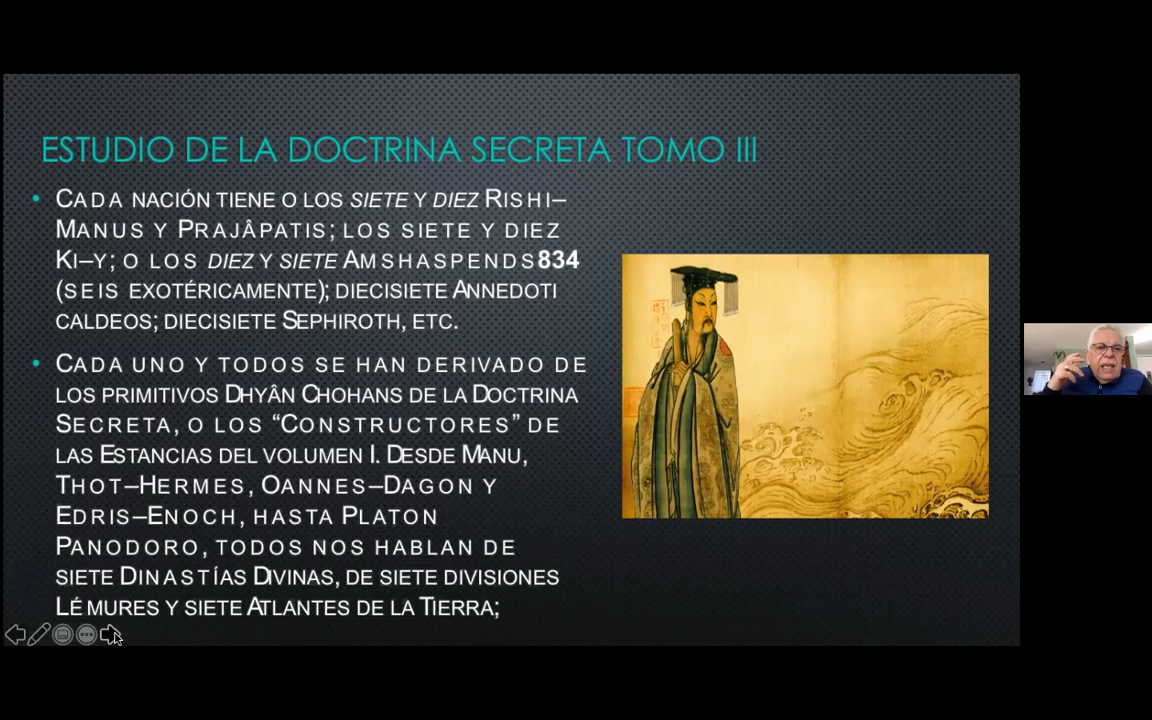 ESTUDIO DE LA DOCTRINA SECRETA TOMO III
• CADA NACIÓN TIENE O LOS SIETE Y DIEZ RISHI–
MANUS Y PRAJÂPATIS; LOS SIETE Y DIEZ
KI–Y; O LOS DIEZ Y SIETE AMSHASPENDS834
(SEIS EXOTÉRICAMENTE); DIECISIETE ANNEDOTI
CALDEOS; DIECISIETE SEPHIROTH, ETC.
• CADA UNO Y TODOS SE HAN DERIVADO DE
LOS PRIMITIVOS DHYÂN CHOHANS DE LA DOCTRINA
SECRETA, O LOS “CONSTRUCTORES” DE
LAS ESTANCIAS DEL VOLUMEN I. DESDE MANU,
THOT–HERMES, OANNES–DAGON Y
EDRIS–ENOCH, HASTA PLATON
PANODORO, TODOS NOS HABLAN DE
SIETE DINASTÍAS DIVINAS, DE SIETE DIVISIONES
LÉMURES Y SIETE ATLANTES DE LA TIERRA;